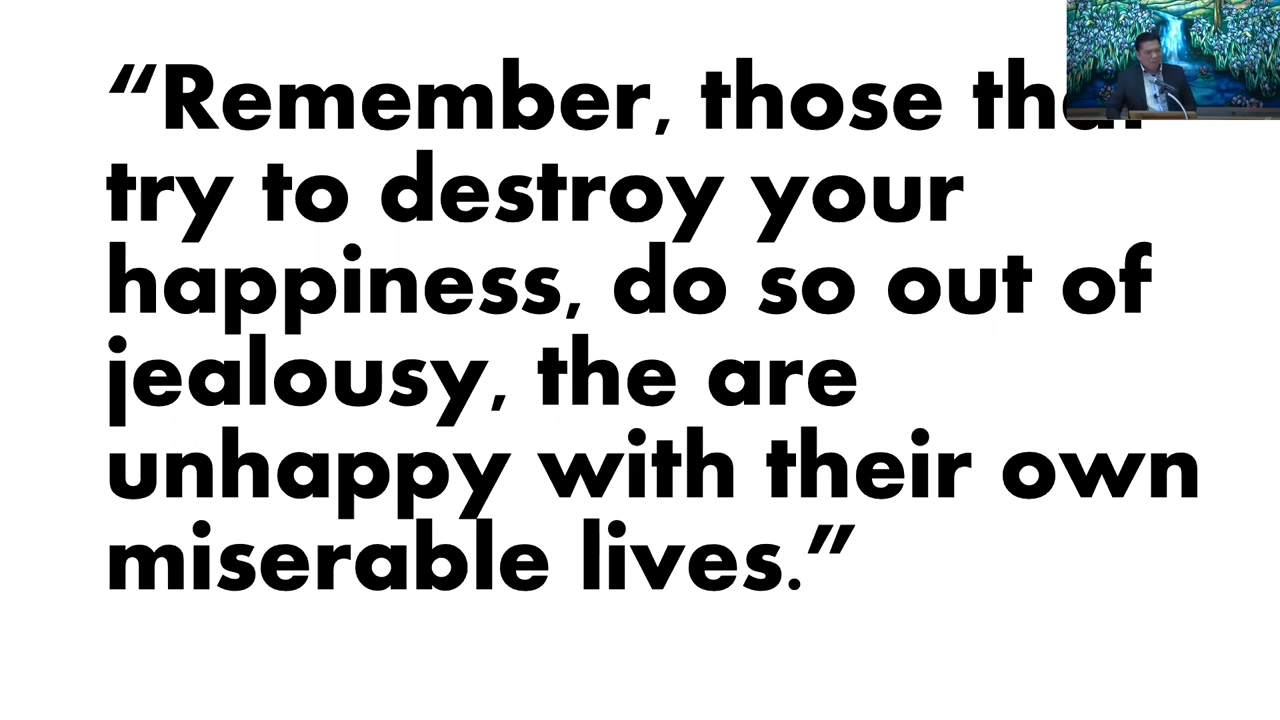 “Remember, those that
try to destroy your
happiness, do so out of
jealousy, the are
unhappy with their own
miserable lives.”